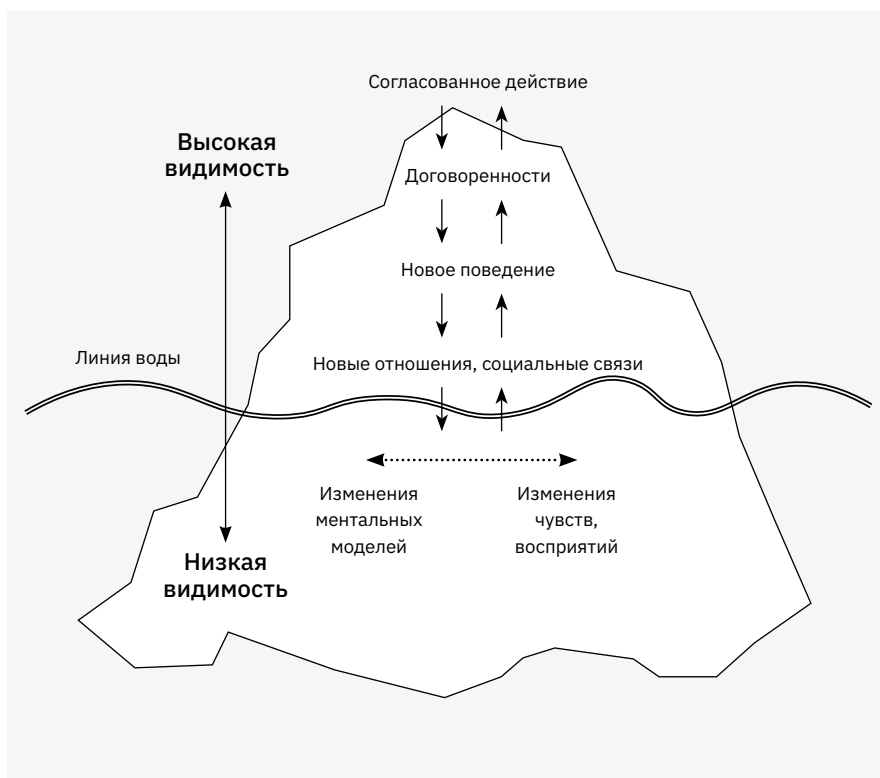 Согласованное действие
Высокая
видимость
Договоренности
Новое поведение
Линия воды
Новые отношения, социальные связи
Изменения
ментальных
моделей
Изменения
чувств,
восприятий
Низкая
видимость